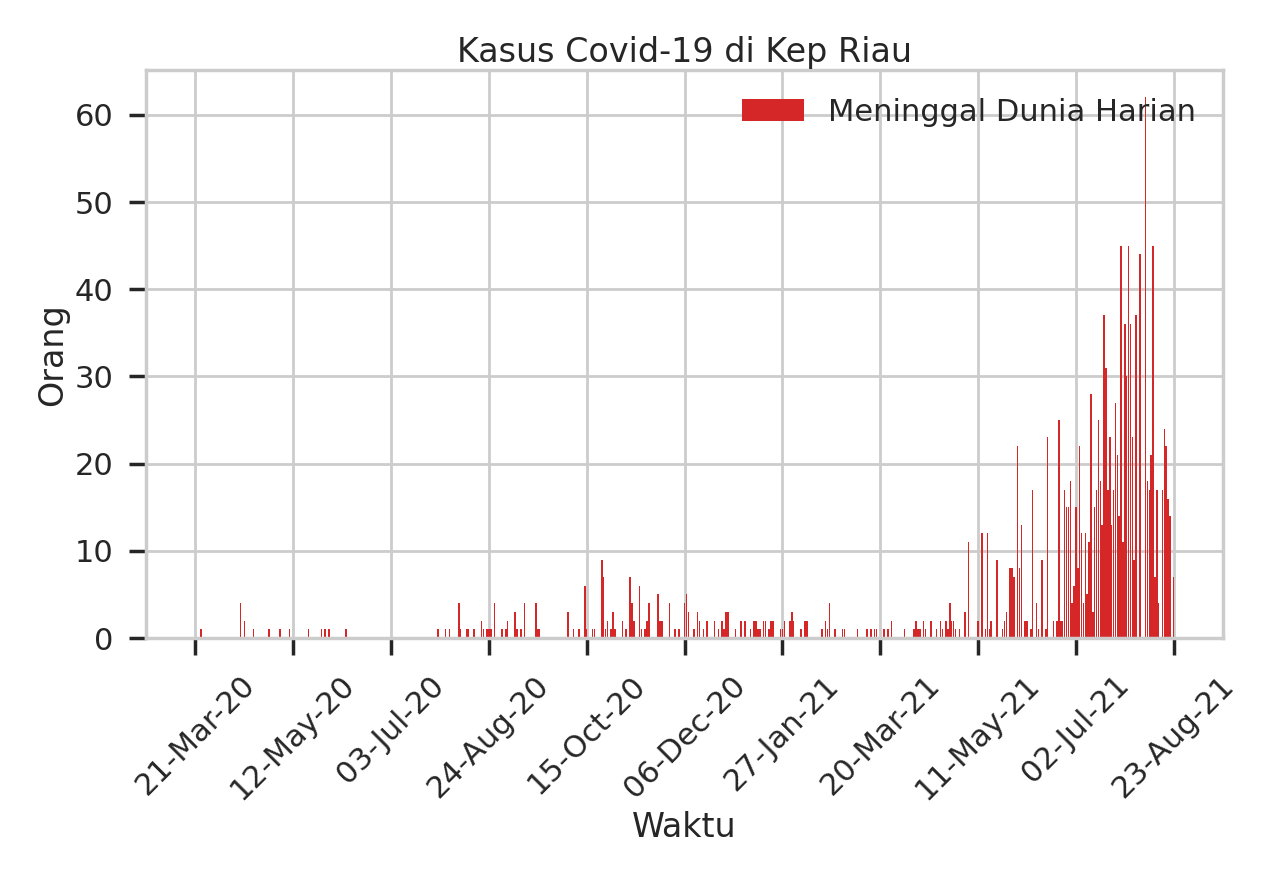 Kasus Covid-19 di Kep Riau
Meninggal Dunia Harian
60
50
40
30
20
10
0
Orang
21-Mar-20
12-May-20
03-Jul-20
24-Aug-20
15-Oct-20
06-Dec-20
27-Jan-21
20-Mar-21
11-May-21
02-Jul-21
23-Aug-21
Waktu